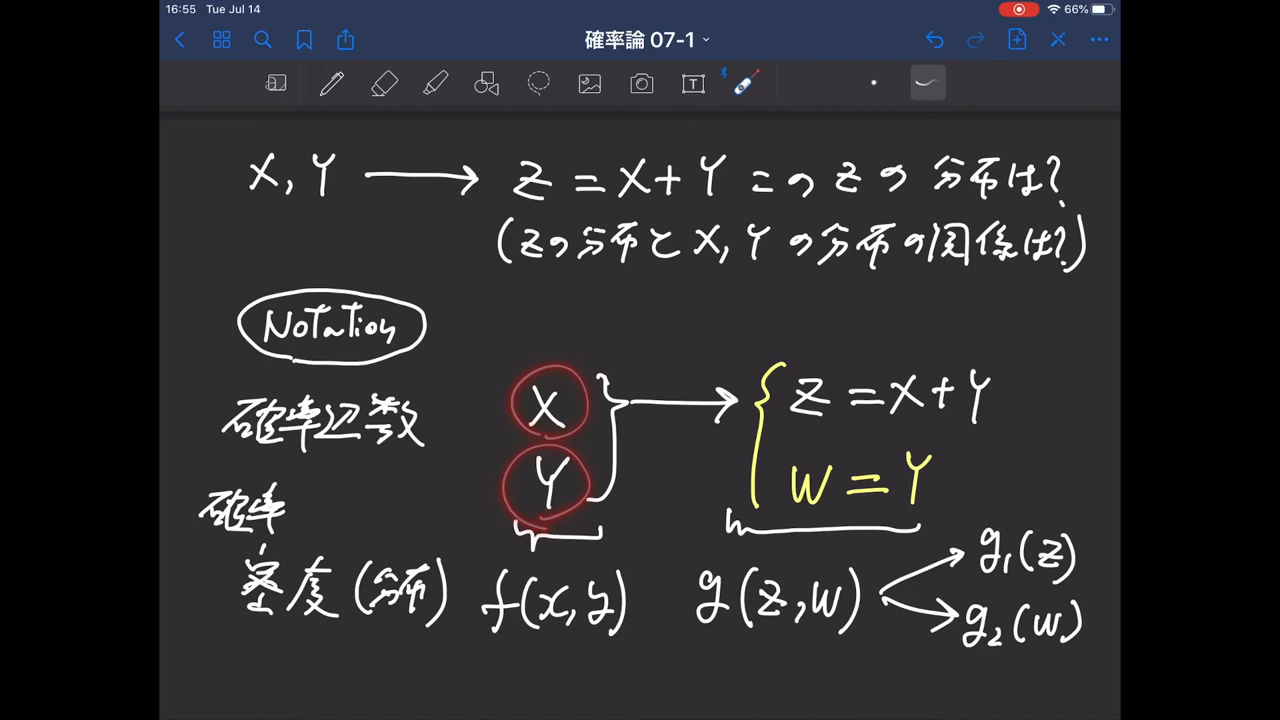 16:55 Tue Jul 14 66%
確率論 07-1
X, Y → Z = X+Y このZの分布は?
(Zの分布と X, Y の分布の関係は?)
Notation
確率変数 X → Z = X+Y
Y W = Y
確率
密度 (分布) f(x, y) g(z, w) g₁(z)
g₂(w)